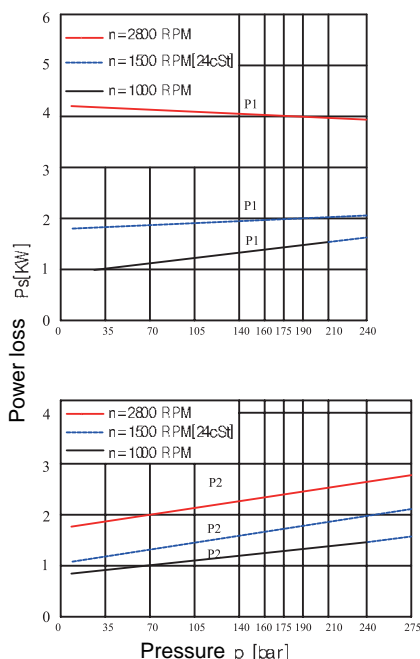 6
n=2800 RPM
n=1500 RPM[24cSt]
n=1000 RPM
5
P1
4
3
P1
2
P1
1
0
0 35 70 105 140 160 175 190 210 240
Power loss Ps[KW]
4
n=2800 RPM
n=1500 RPM[24cSt]
n=1000 RPM
3
P2
2
P2
P2
1
0
0 35 70 105 140 160 175 190 210 240 275
Pressure p [bar]